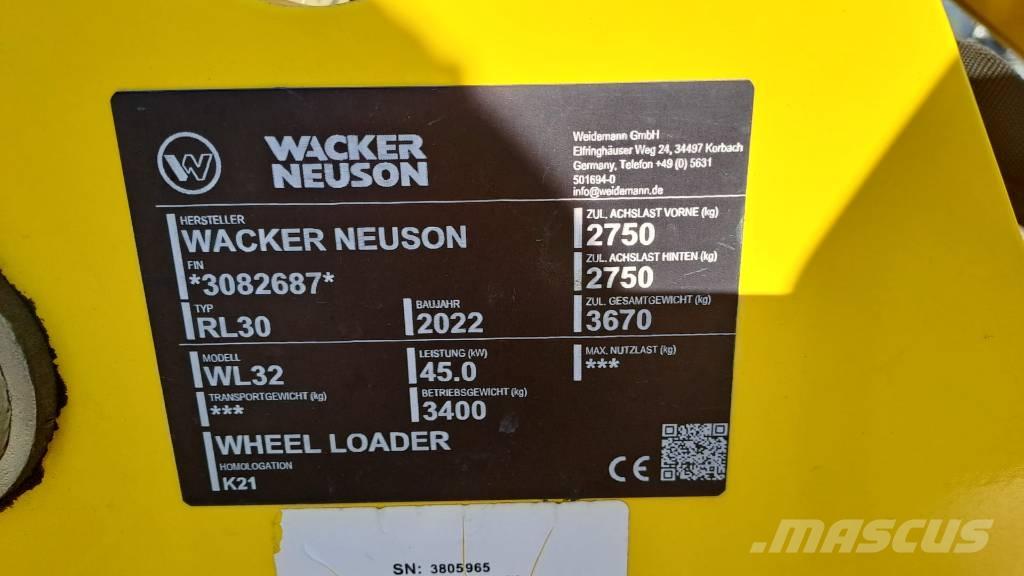 W
WACKER
NEUSON
Weidemann GmbH
Elfringhäuser Weg 24, 34497 Korbach
Germany, Telefon +49 (0) 5631
501694-0
info@weidemann.de
HERSTELLER
WACKER NEUSON
FIN
*3082687*
TYP
RL30
BAUJAHR
2022
ZUL. ACHSLAST VORNE (kg)
2750
ZUL. ACHSLAST HINTEN (kg)
2750
ZUL. GESAMTGEWICHT (kg)
3670
MODELL
WL32
LEISTUNG (kW)
45.0
MAX. NUTZLAST (kg)
***
TRANSPORTGEWICHT (kg)
***
BETRIEBSGEWICHT (kg)
3400
WHEEL LOADER
HOMOLOGATION
K21
CE
SN: 3805965
MASCUS